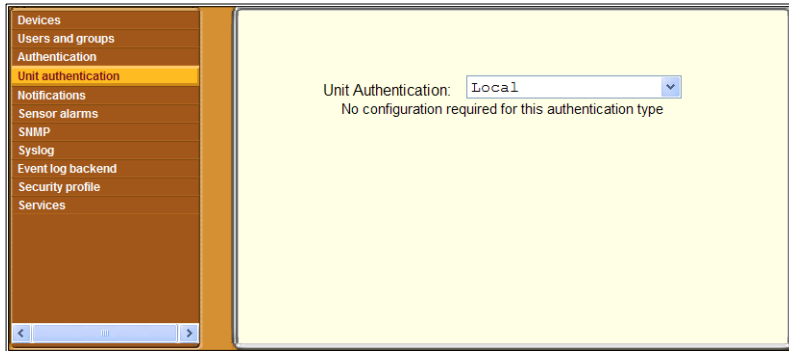 Devices
Users and groups
Authentication
Unit authentication
Notifications
Sensor alarms
SNMP
Syslog
Event log backend
Security profile
Services
Unit Authentication: Local
No configuration required for this authentication type